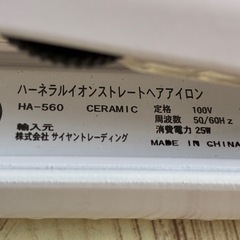 ハーネラルイオンストレートヘアアイロン
HA-560 CERAMIC 定格 100V
周波数 50/60Hz
輸入元 消費電力 25W
株式会社 サイヤントレーディング
MADE IN CHINA